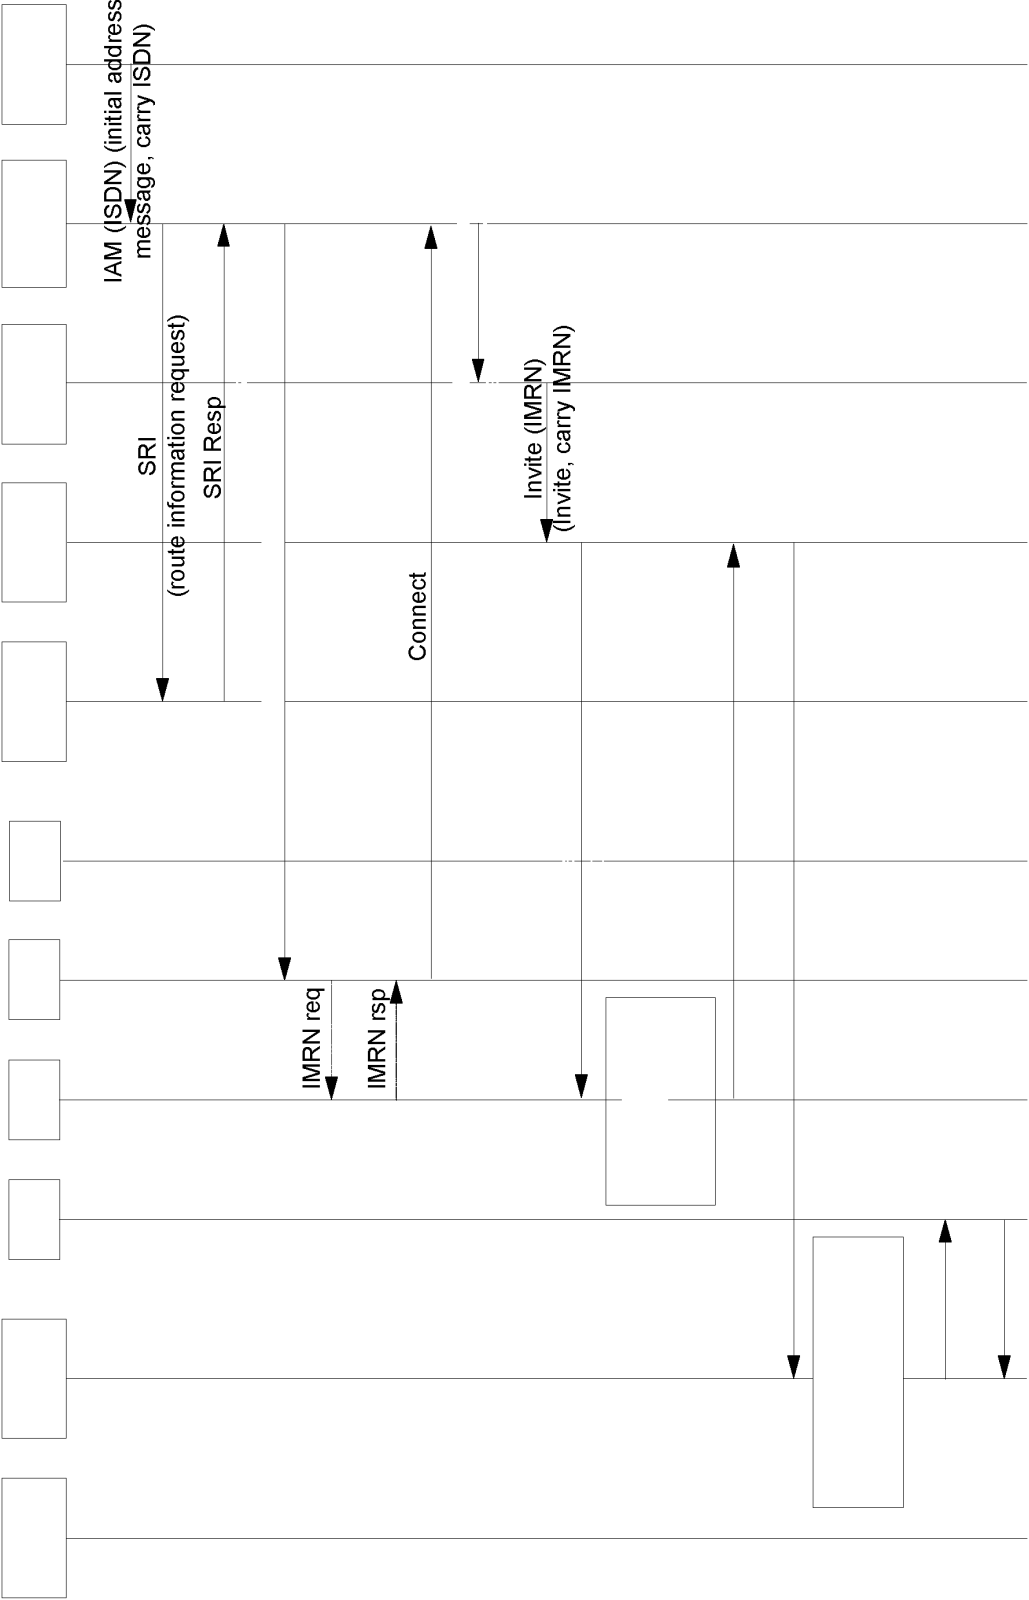 IAM (ISDN) (initial address
message, carry ISDN)
SRI
(route information request)
SRI Resp
IMRN req
IMRN rsp
Connect
Invite (IMRN)
(Invite, carry IMRN)